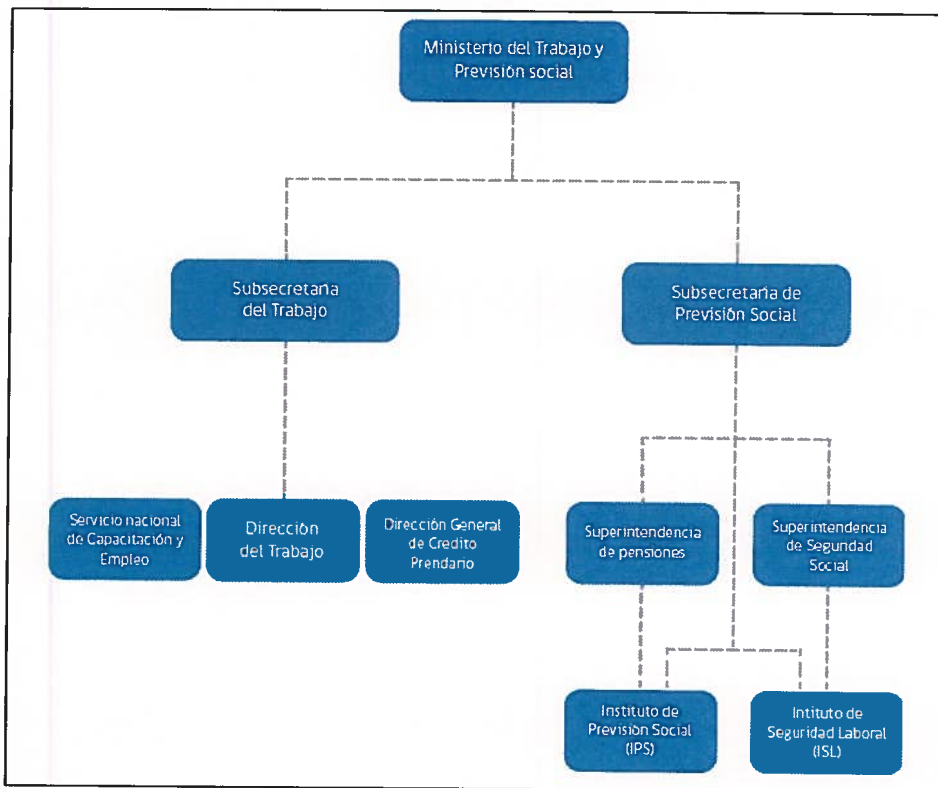 Ministerio del Trabajo y
Previsión social
Subsecretaría
del Trabajo
Subsecretaría de
Previsión Social
Servicio nacional
de Capacitación y
Empleo
Dirección
del Trabajo
Dirección General
de Credito
Prendario
Superintendencia
de pensiones
Superintendencia
de Seguridad
Social
Instituto de
Previsión Social
(IPS)
Intituto de
Seguridad Laboral
(ISL)